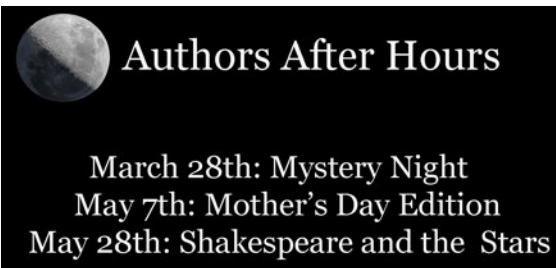 Authors After Hours
March 28th: Mystery Night
May 7th: Mother's Day Edition
May 28th: Shakespeare and the Stars